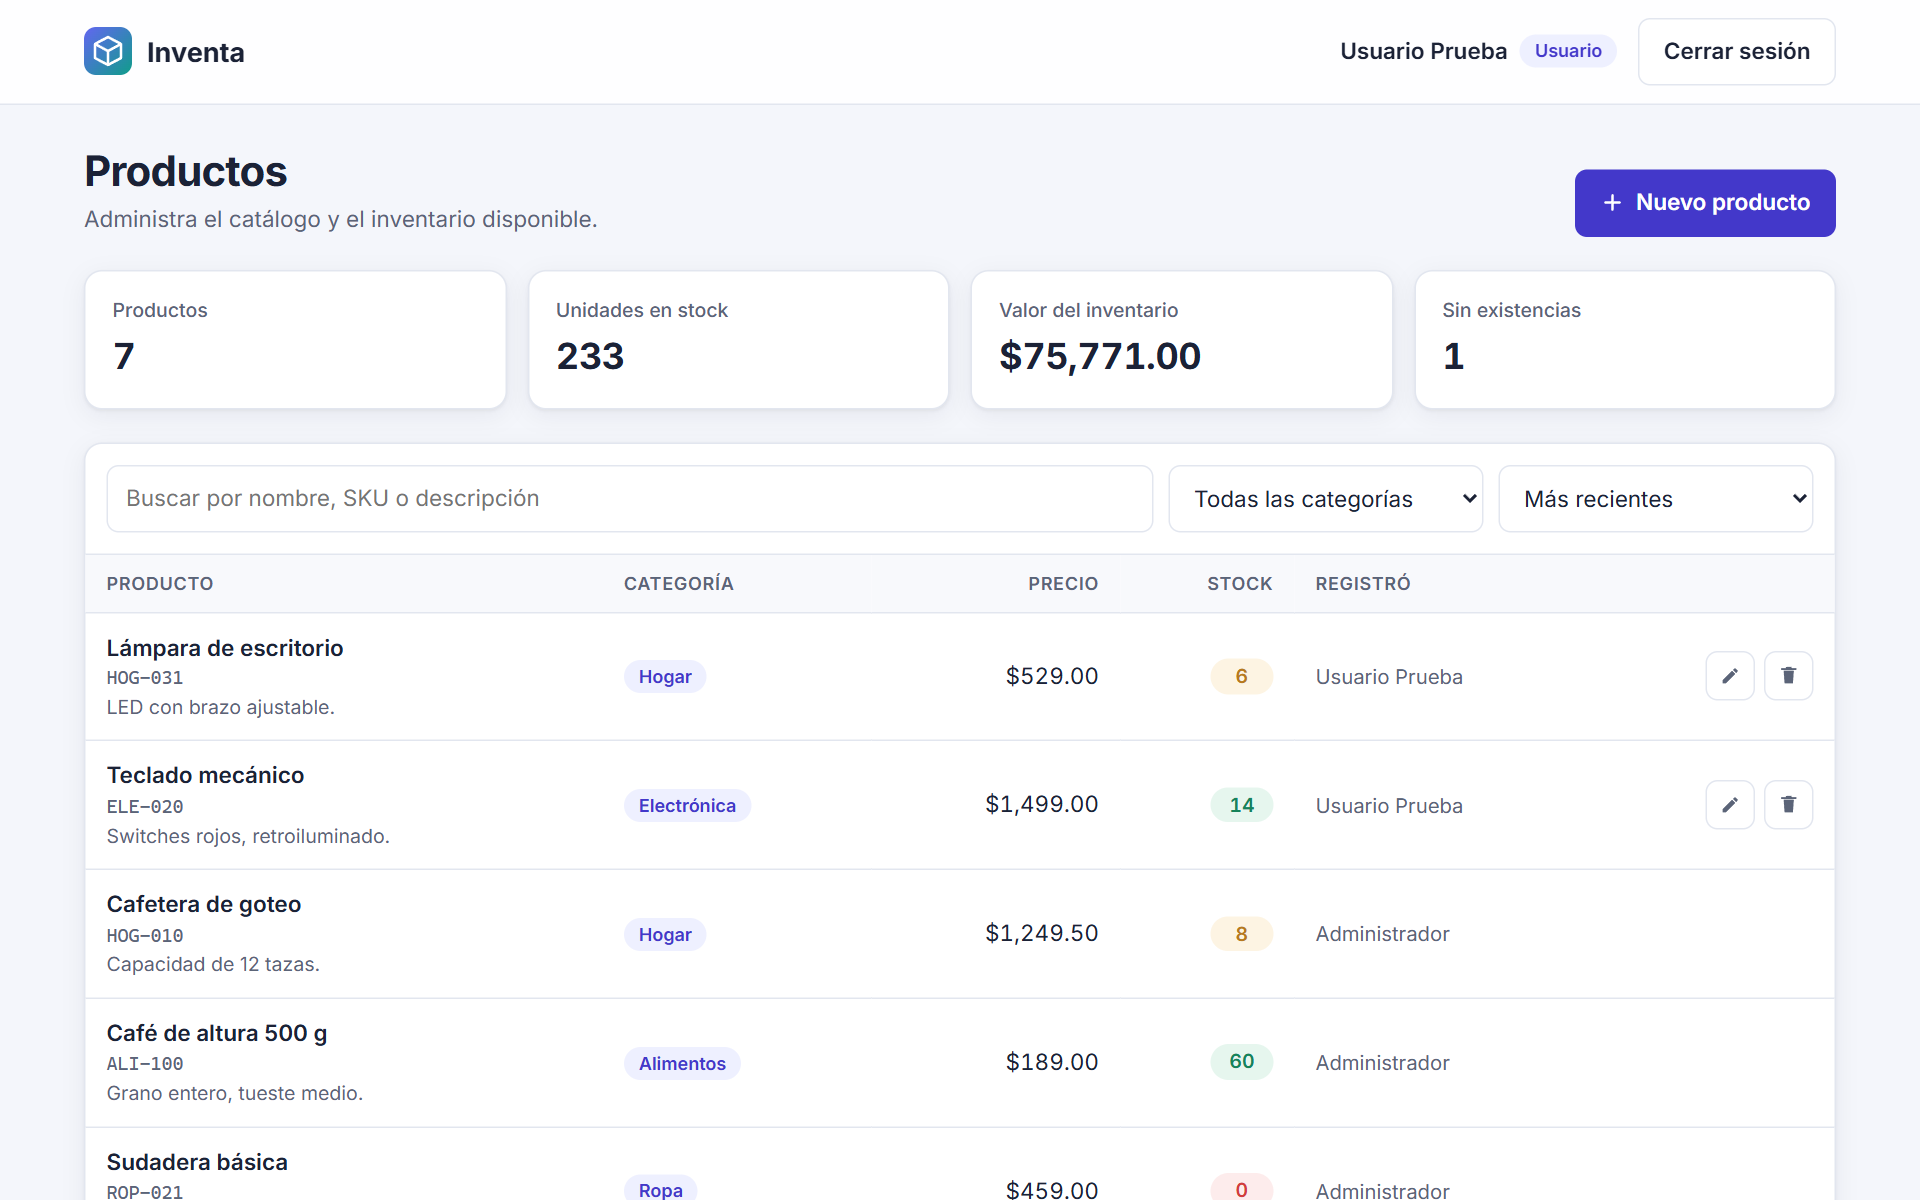 Inventa
Usuario Prueba Usuario Cerrar sesión
Productos
Administra el catálogo y el inventario disponible.
+ Nuevo producto
Productos
7
Unidades en stock
233
Valor del inventario
$75,771.00
Sin existencias
1
Buscar por nombre, SKU o descripción
Todas las categorías
Más recientes
PRODUCTO CATEGORÍA PRECIO STOCK REGISTRÓ
Lámpara de escritorio
HOG-031
LED con brazo ajustable.
Hogar $529.00 6 Usuario Prueba
Teclado mecánico
ELE-020
Switches rojos, retroiluminado.
Electrónica $1,499.00 14 Usuario Prueba
Cafetera de goteo
HOG-010
Capacidad de 12 tazas.
Hogar $1,249.50 8 Administrador
Café de altura 500 g
ALI-100
Grano entero, tueste medio.
Alimentos $189.00 60 Administrador
Sudadera básica
ROP-021
Ropa $459.00 0 Administrador